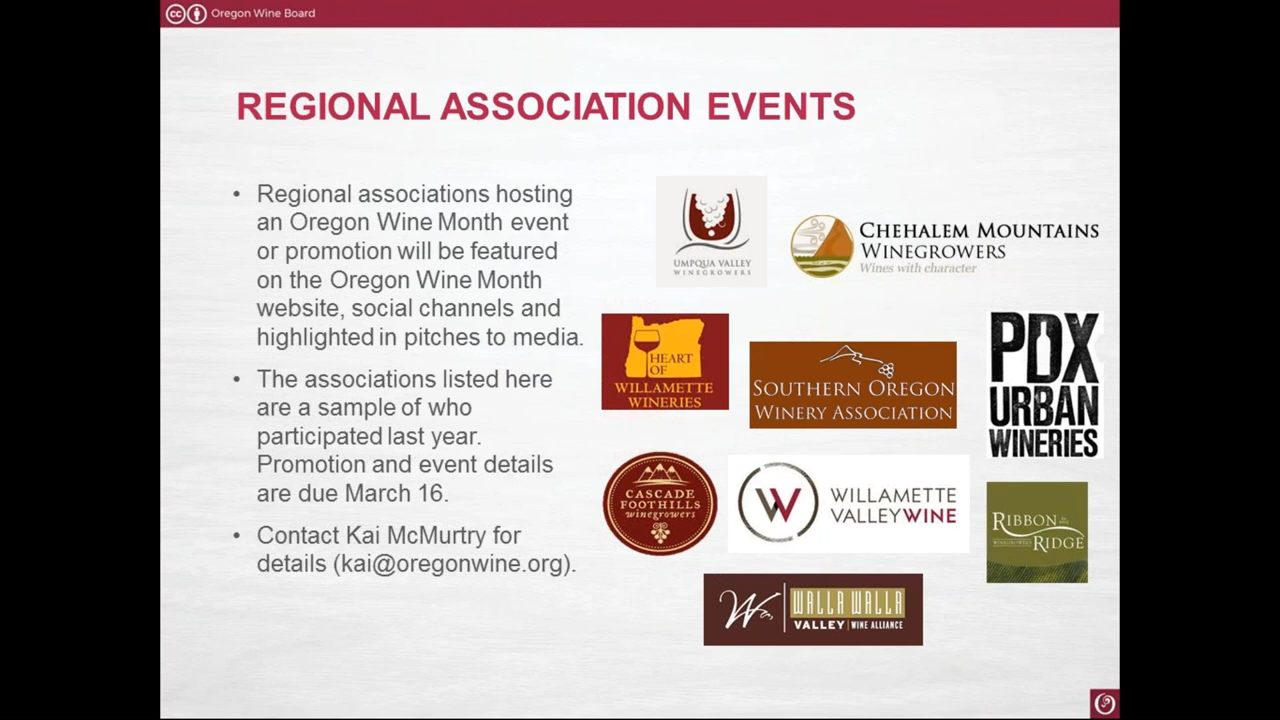 Oregon Wine Board
REGIONAL ASSOCIATION EVENTS
• Regional associations hosting
an Oregon Wine Month event
or promotion will be featured
on the Oregon Wine Month
website, social channels and
highlighted in pitches to media.
• The associations listed here
are a sample of who
participated last year.
Promotion and event details
are due March 16.
• Contact Kai McMurtry for
details (kai@oregonwine.org).
UMPQUA VALLEY
WINEGROWERS
CHEHALEM MOUNTAINS
WINEGROWERS
Wines with character
HEART
OF
WILLAMETTE
WINERIES
SOUTHERN OREGON
WINERY ASSOCIATION
PDX
URBAN
WINERIES
CASCADE
FOOTHILLS
winegrowers
WILLAMETTE
VALLEYWINE
RIBBON
RIDGE
WALLA WALLA
VALLEY WINE ALLIANCE